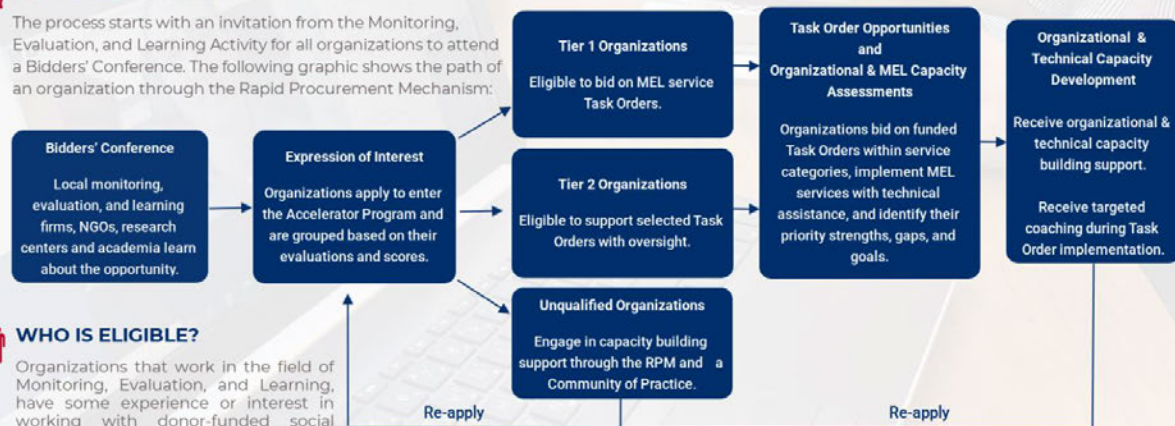 The process starts with an invitation from the Monitoring,
Evaluation, and Learning Activity for all organizations to attend
a Bidders' Conference. The following graphic shows the path of
an organization through the Rapid Procurement Mechanism:
Bidders' Conference
Local monitoring,
evaluation, and learning
firms, NGOs, research
centers and academia learn
about the opportunity.
Expression of Interest
Organizations apply to enter
the Accelerator Program and
are grouped based on their
evaluations and scores.
Tier 1 Organizations
Eligible to bid on MEL service
Task Orders.
Tier 2 Organizations
Eligible to support selected Task
Orders with oversight.
Unqualified Organizations
Engage in capacity building
support through the RPM and a
Community of Practice.
Task Order Opportunities
and
Organizational & MEL Capacity
Assessments
Organizations bid on funded
Task Orders within service
categories, implement MEL
services with technical
assistance, and identify their
priority strengths, gaps, and
goals.
Organizational &
Technical Capacity
Development
Receive organizational &
technical capacity
building support.
Receive targeted
coaching during Task
Order implementation.
Re-apply
Re-apply
WHO IS ELIGIBLE?
Organizations that work in the field of
Monitoring, Evaluation, and Learning,
have some experience or interest in
working with donor-funded social